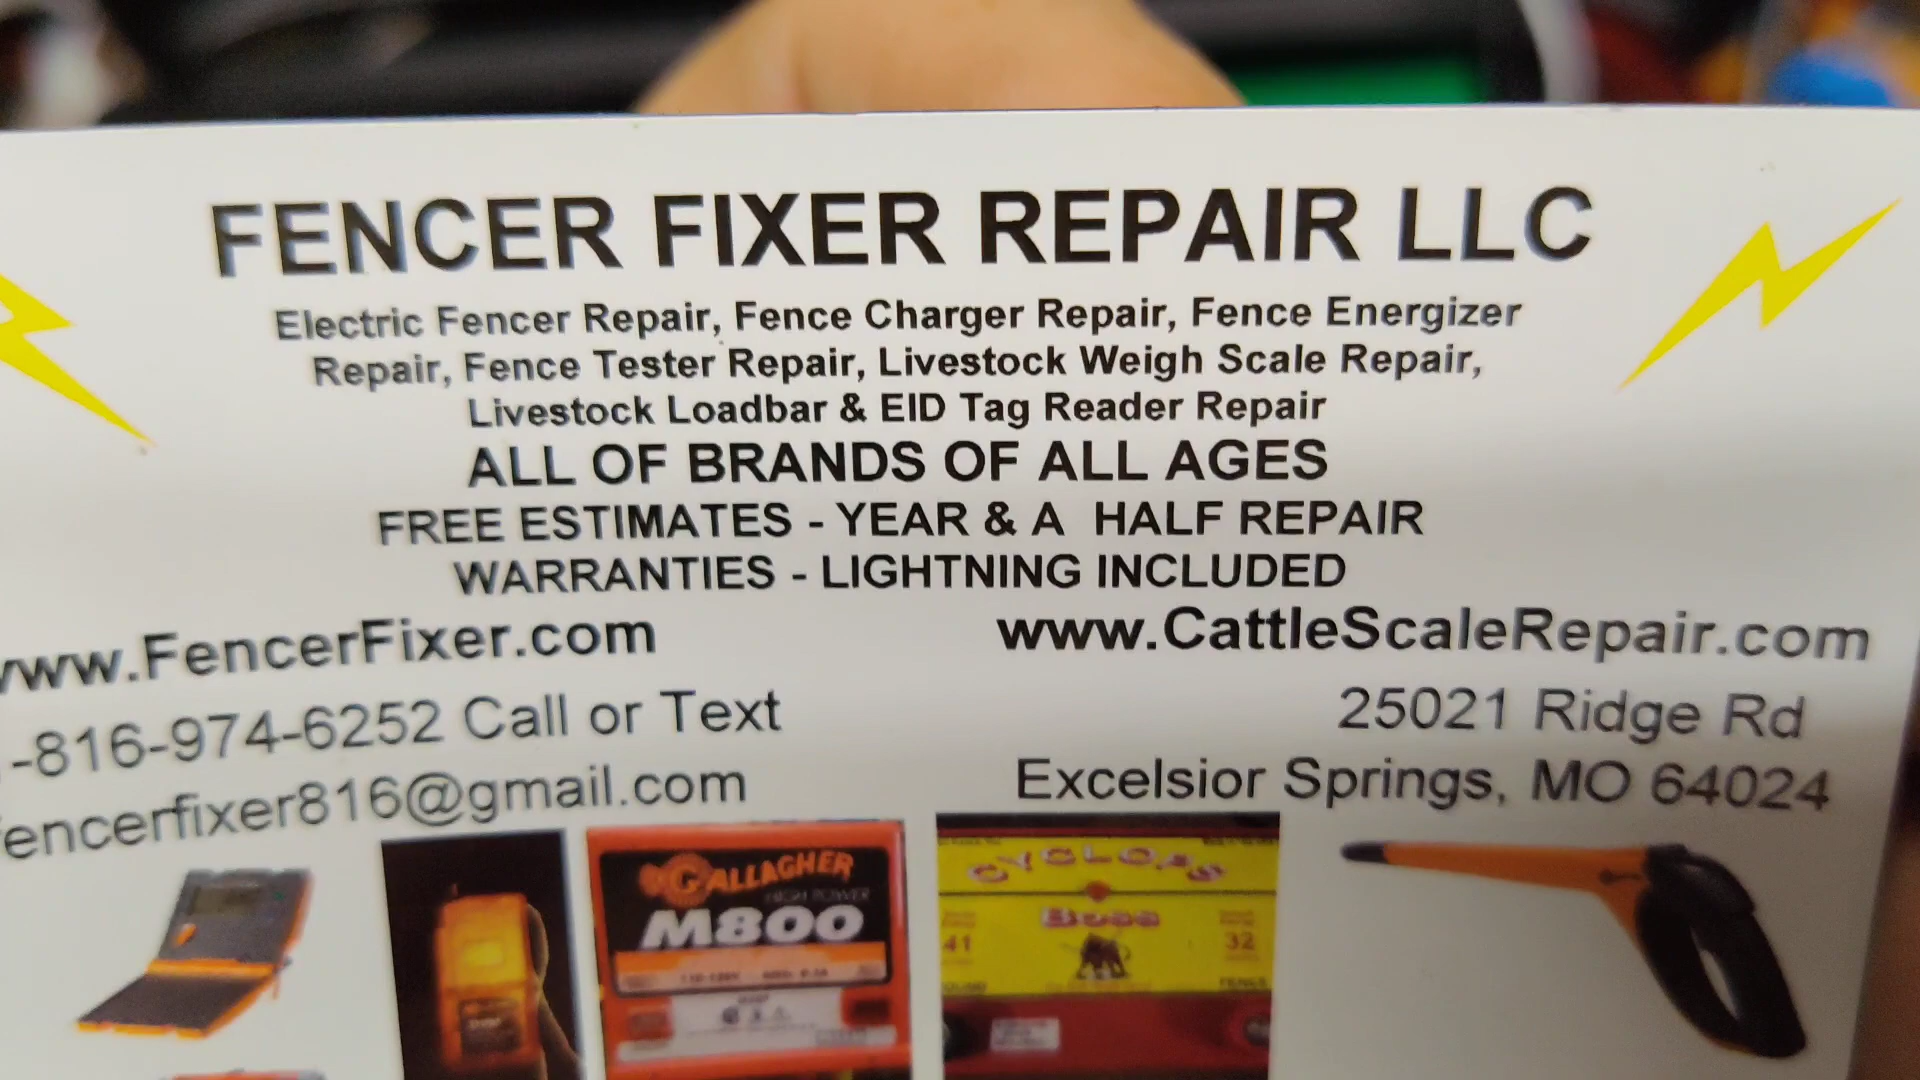 FENCER FIXER REPAIR LLC
Electric Fencer Repair, Fence Charger Repair, Fence Energizer
Repair, Fence Tester Repair, Livestock Weigh Scale Repair,
Livestock Loadbar & EID Tag Reader Repair
ALL OF BRANDS OF ALL AGES
FREE ESTIMATES - YEAR & A HALF REPAIR
WARRANTIES - LIGHTNING INCLUDED
www.FencerFixer.com
www.CattleScaleRepair.com
-816-974-6252 Call or Text
25021 Ridge Rd
encerfixer816@gmail.com
Excelsior Springs, MO 64024
GALLAGHER
HIGH POWER
M800
CYCLOPS
41
32